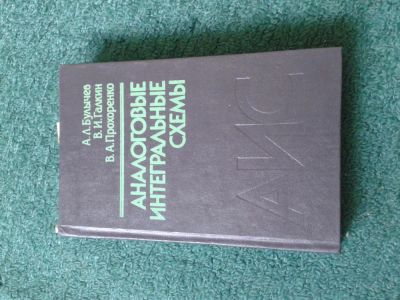 А.Л.Булычев
В.И.Галкин
В.А.Прохоренко
АНАЛОГОВЫЕ
ИНТЕГРАЛЬНЫЕ
СХЕМЫ
АИС